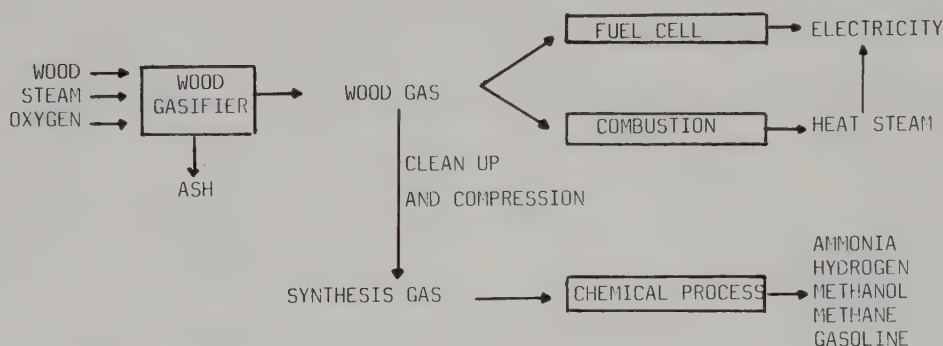 FUEL CELL
ELECTRICITY
WOOD
STEAM
OXYGEN
WOOD
GASIFIER
WOOD GAS
COMBUSTION
HEAT STEAM
ASH
CLEAN UP
AND COMPRESSION
SYNTHESIS GAS
CHEMICAL PROCESS
AMMONIA
HYDROGEN
METHANOL
METHANE
GASOLINE